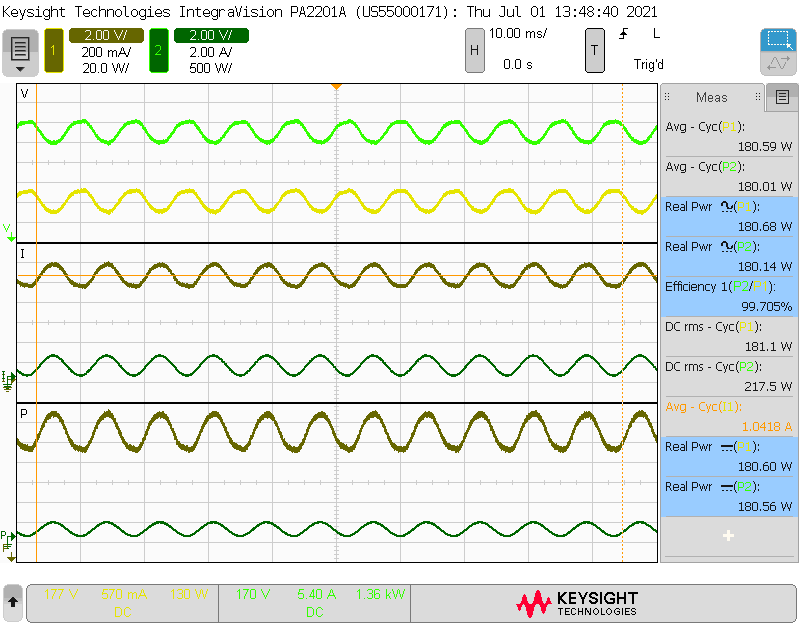 Keysight Technologies IntegraVision PA2201A (US55000171): Thu Jul 01 13:48:40 2021
1 2.00 V/ 2 2.00 V/ H 10.00 ms/ T L
200 mA/ 2.00 A/
20.0 W/ 500 W/ 0.0 s Trig'd
V
I
P
V
I
P
Meas
Avg - Cyc(P1):
180.59 W
Avg - Cyc(P2):
180.01 W
Real Pwr (P1):
180.68 W
Real Pwr (P2):
180.14 W
Efficiency 1(P2/P1):
99.705%
DC rms - Cyc(P1):
181.1 W
DC rms - Cyc(P2):
217.5 W
Avg - Cyc(I1):
1.0418 A
Real Pwr (P1):
180.60 W
Real Pwr (P2):
180.56 W
177 V 570 mA 130 W 170 V 5.40 A 1.36 kW
DC DC
KEYSIGHT
TECHNOLOGIES